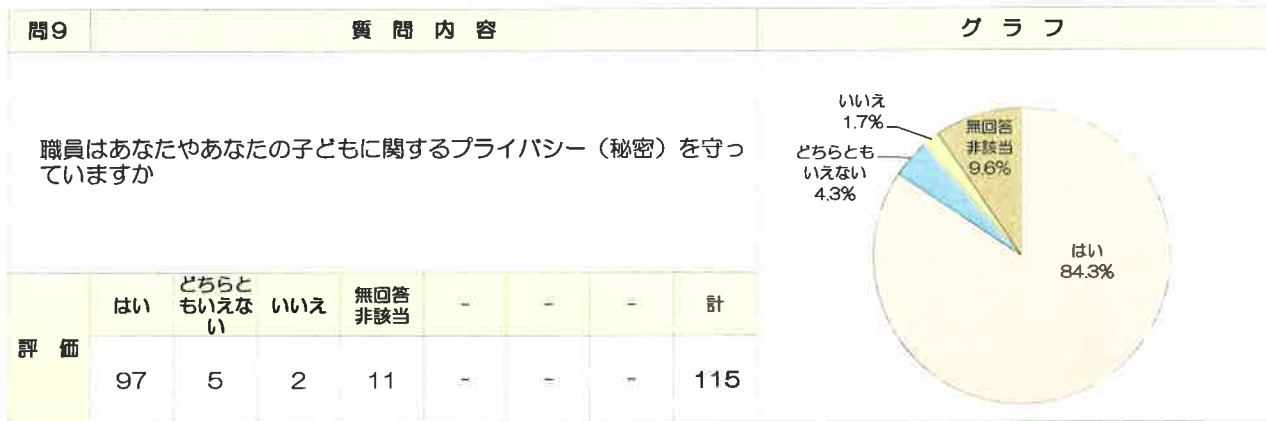 問9
質 問 内 容
グ ラ フ
職員はあなたやあなたの子どもに関するプライバシー（秘密）を守っ
ていますか
いいえ
1.7%
どちらとも
いえない
4.3%
無回答
非該当
9.6%
はい
84.3%
評 価
はい
どちらと
もいえな
い
いいえ
無回答
非該当
-
-
-
計
97
5
2
11
-
-
-
115